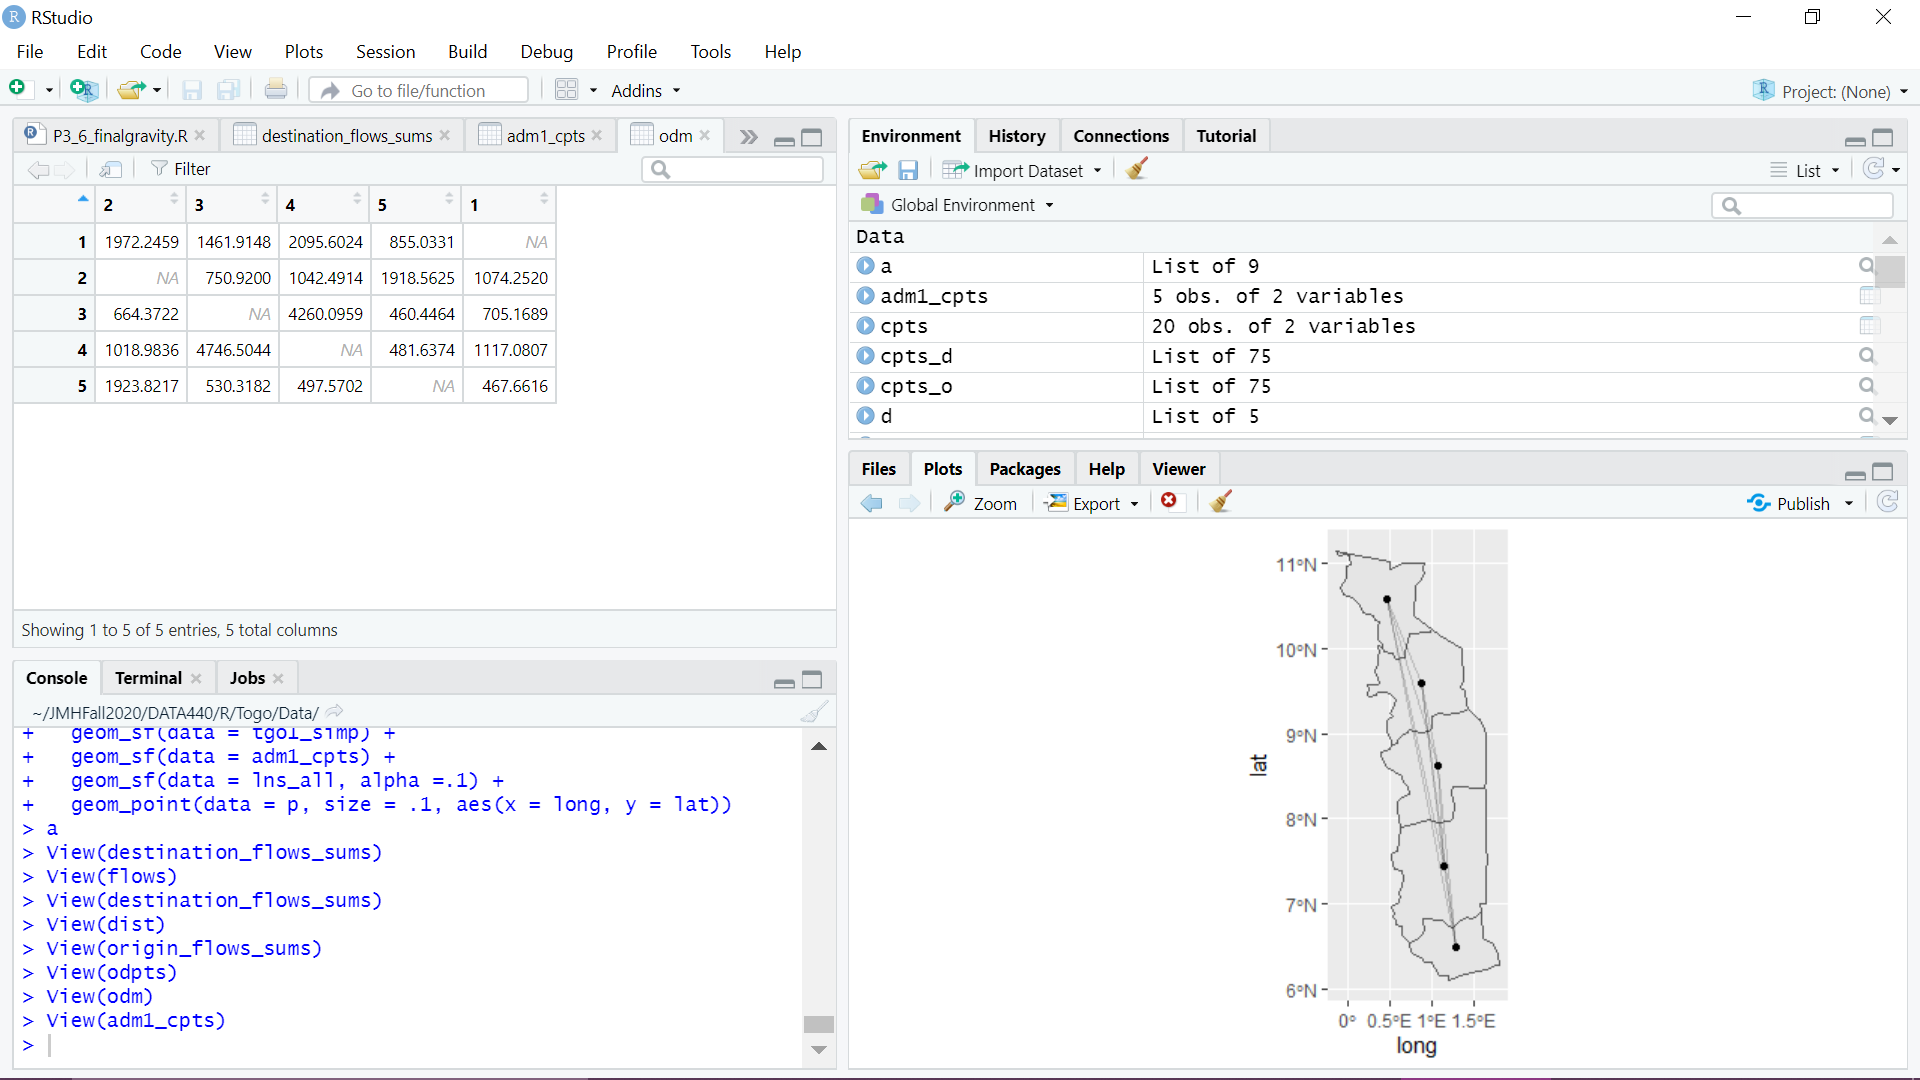 RStudio
File Edit Code View Plots Session Build Debug Profile Tools Help
Go to file/function Addins Project: (None)
P3_6_finalgravity.R destination_flows_sums adm1_cpts odm
Filter
2 3 4 5 1
1 1972.2459 1461.9148 2095.6024 855.0331 NA
2 NA 750.9200 1042.4914 1918.5625 1074.2520
3 664.3722 NA 4260.0959 460.4464 705.1689
4 1018.9836 4746.5044 NA 481.6374 1117.0807
5 1923.8217 530.3182 497.5702 NA 467.6616
Showing 1 to 5 of 5 entries, 5 total columns
Console Terminal Jobs
~/JMHFall2020/DATA440/R/Togo/Data/
+ geom_sf(data = tgo1_simp) +
+ geom_sf(data = adm1_cpts) +
+ geom_sf(data = lns_all, alpha =.1) +
+ geom_point(data = p, size = .1, aes(x = long, y = lat))
> a
> View(destination_flows_sums)
> View(flows)
> View(destination_flows_sums)
> View(dist)
> View(origin_flows_sums)
> View(odpts)
> View(odm)
> View(adm1_cpts)
>
Environment History Connections Tutorial
Import Dataset List
Global Environment
Data
a List of 9
adm1_cpts 5 obs. of 2 variables
cpts 20 obs. of 2 variables
cpts_d List of 75
cpts_o List of 75
d List of 5
Files Plots Packages Help Viewer
Zoom Export Publish
11°N
10°N
9°N
lat
8°N
7°N
6°N
0° 0.5°E 1°E 1.5°E
long